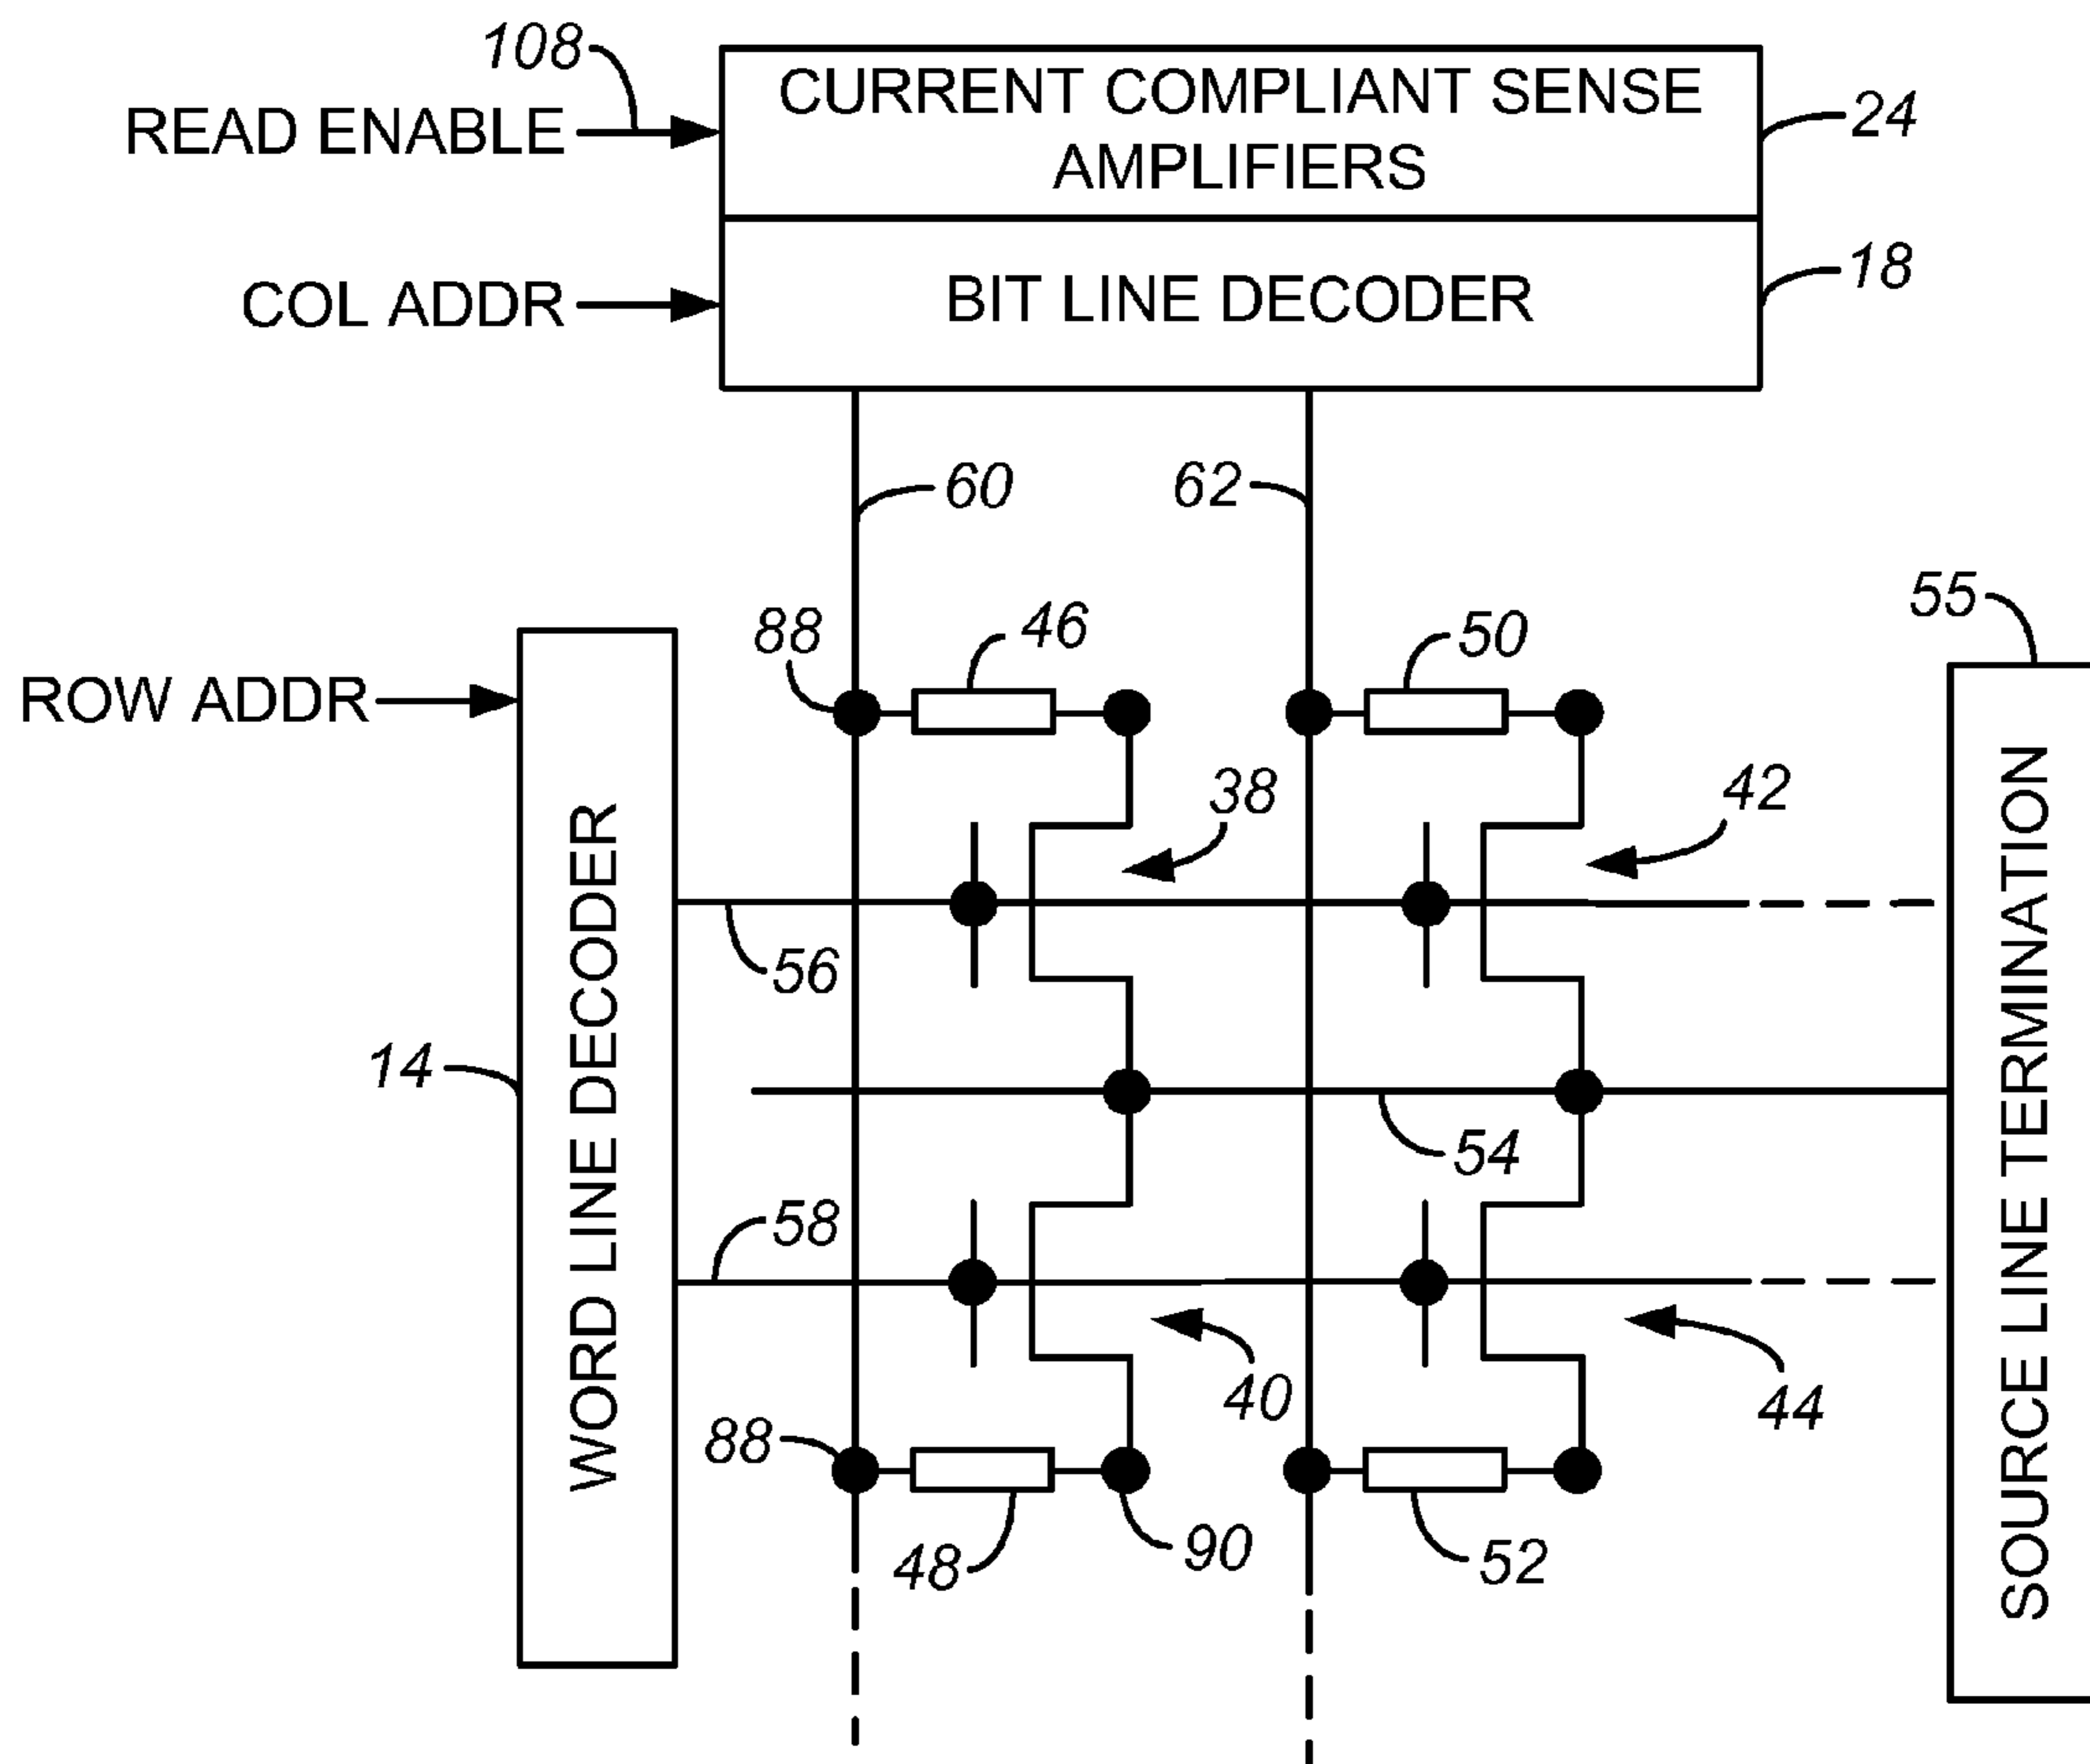 108
READ ENABLE
CURRENT COMPLIANT SENSE
AMPLIFIERS
24
COL ADDR
BIT LINE DECODER
18
60
62
55
88
46
50
ROW ADDR
38
42
56
14
WORD LINE DECODER
SOURCE LINE TERMINATION
54
58
40
44
88
48
90
52